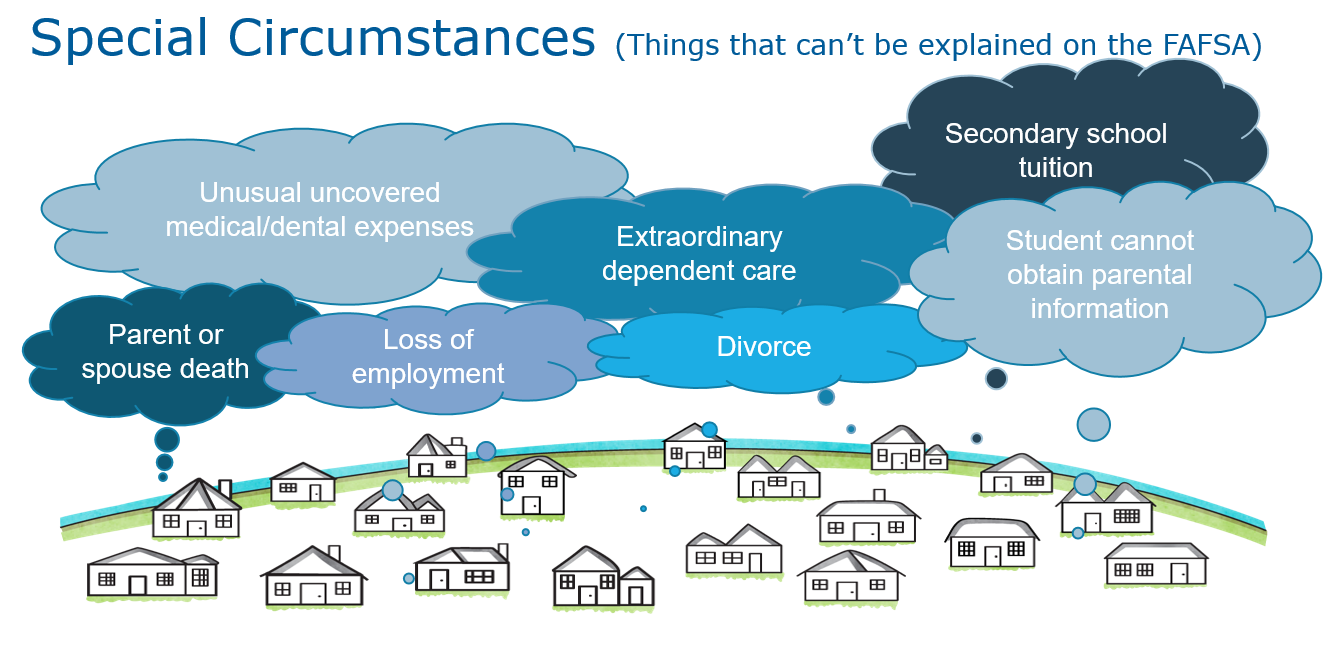 Special Circumstances (Things that can’t be explained on the FAFSA)
Secondary school
tuition
Unusual uncovered
medical/dental expenses
Extraordinary
dependent care
Student cannot
obtain parental
information
Parent or
spouse death
Loss of
employment
Divorce